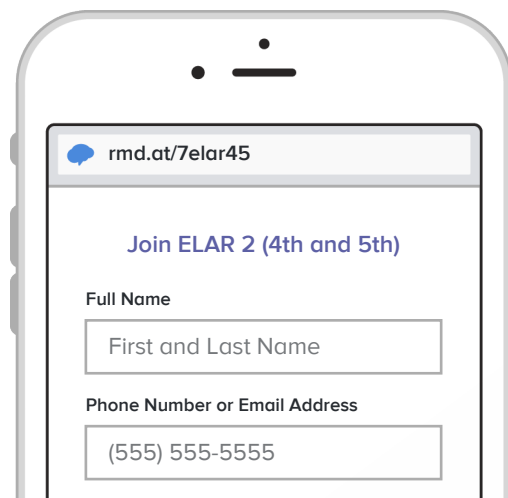 rmd.at/7elar45
Join ELAR 2 (4th and 5th)
Full Name
First and Last Name
Phone Number or Email Address
(555) 555-5555